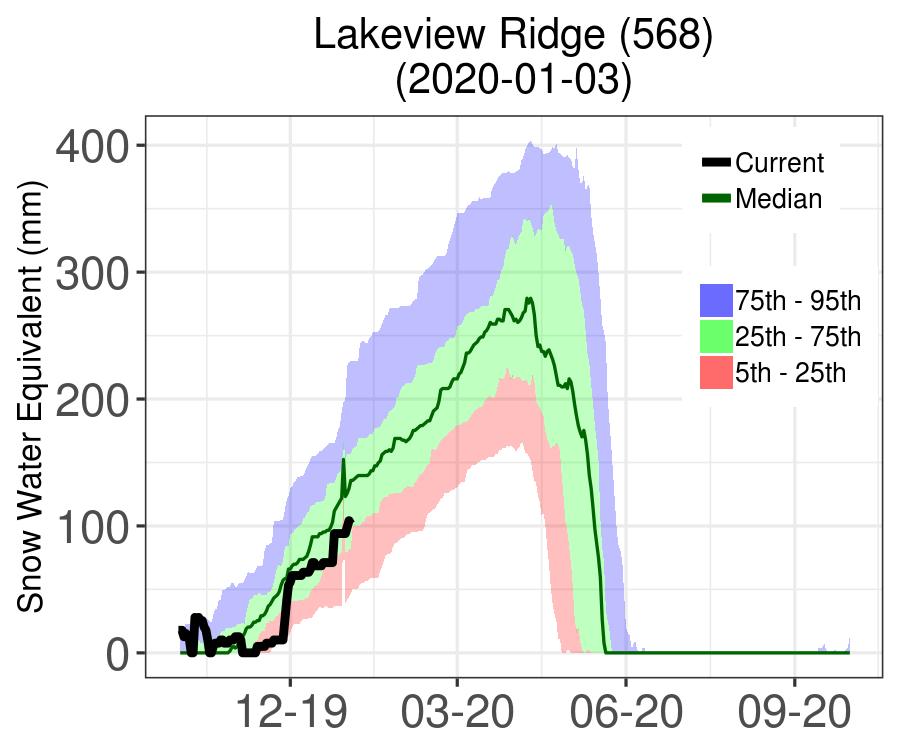 Lakeview Ridge (568)
(2020-01-03)
Snow Water Equivalent (mm)
400
300
200
100
0
Current
Median
75th - 95th
25th - 75th
5th - 25th
12-19
03-20
06-20
09-20